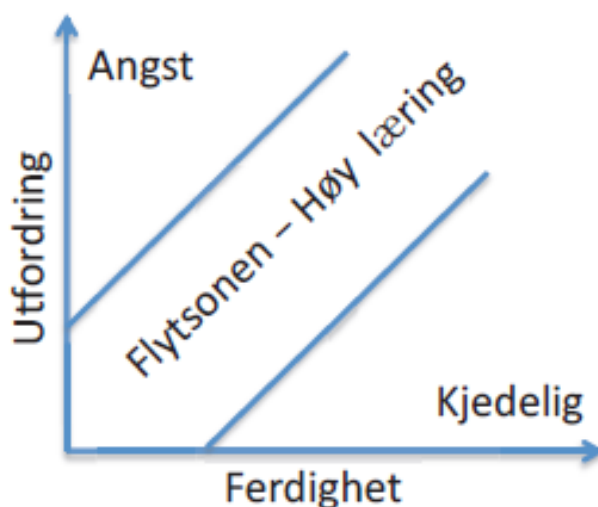 Angst
Flytsonen – Høy læring
Utfordring
Kjedelig
Ferdighet